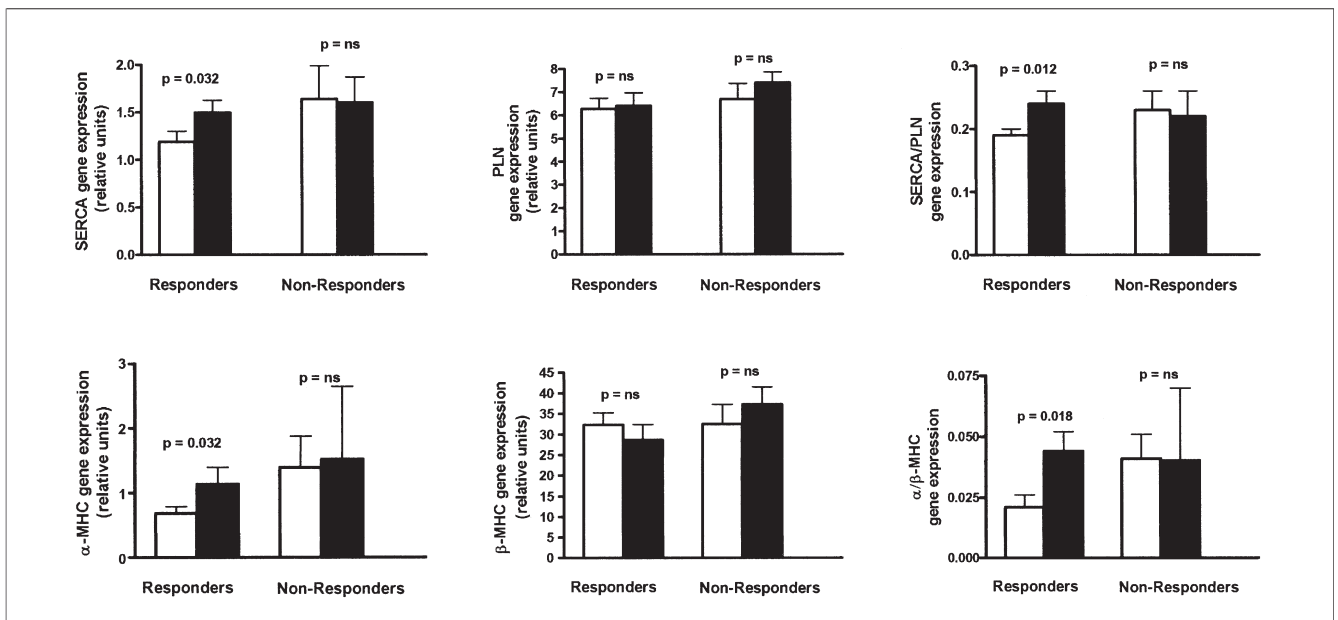 SERCA gene expression
(relative units)
2.0
1.5
1.0
0.5
0.0
p = 0.032
p = ns
Responders
Non-Responders
PLN
gene expression
(relative units)
8
7
6
5
4
3
2
1
0
p = ns
p = ns
Responders
Non-Responders
SERCA/PLN
gene expression
0.3
0.2
0.1
0.0
p = 0.012
p = ns
Responders
Non-Responders
α-MHC gene expression
(relative units)
3
2
1
0
p = 0.032
p = ns
Responders
Non-Responders
β-MHC gene expression
(relative units)
45
40
35
30
25
20
15
10
5
0
p = ns
p = ns
Responders
Non-Responders
α/β-MHC
gene expression
0.075
0.050
0.025
0.000
p = 0.018
p = ns
Responders
Non-Responders